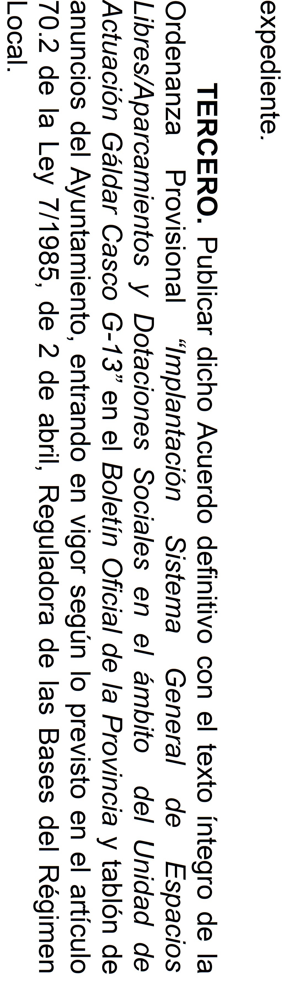 expediente.
TERCERO. Publicar dicho Acuerdo definitivo con el texto íntegro de la
Ordenanza Provisional “Implantación Sistema General de Espacios
Libres/Aparcamientos y Dotaciones Sociales en el ámbito del Unidad de
Actuación Gáldar Casco G-13” en el Boletín Oficial de la Provincia y tablón de
anuncios del Ayuntamiento, entrando en vigor según lo previsto en el artículo
70.2 de la Ley 7/1985, de 2 de abril, Reguladora de las Bases del Régimen
Local.